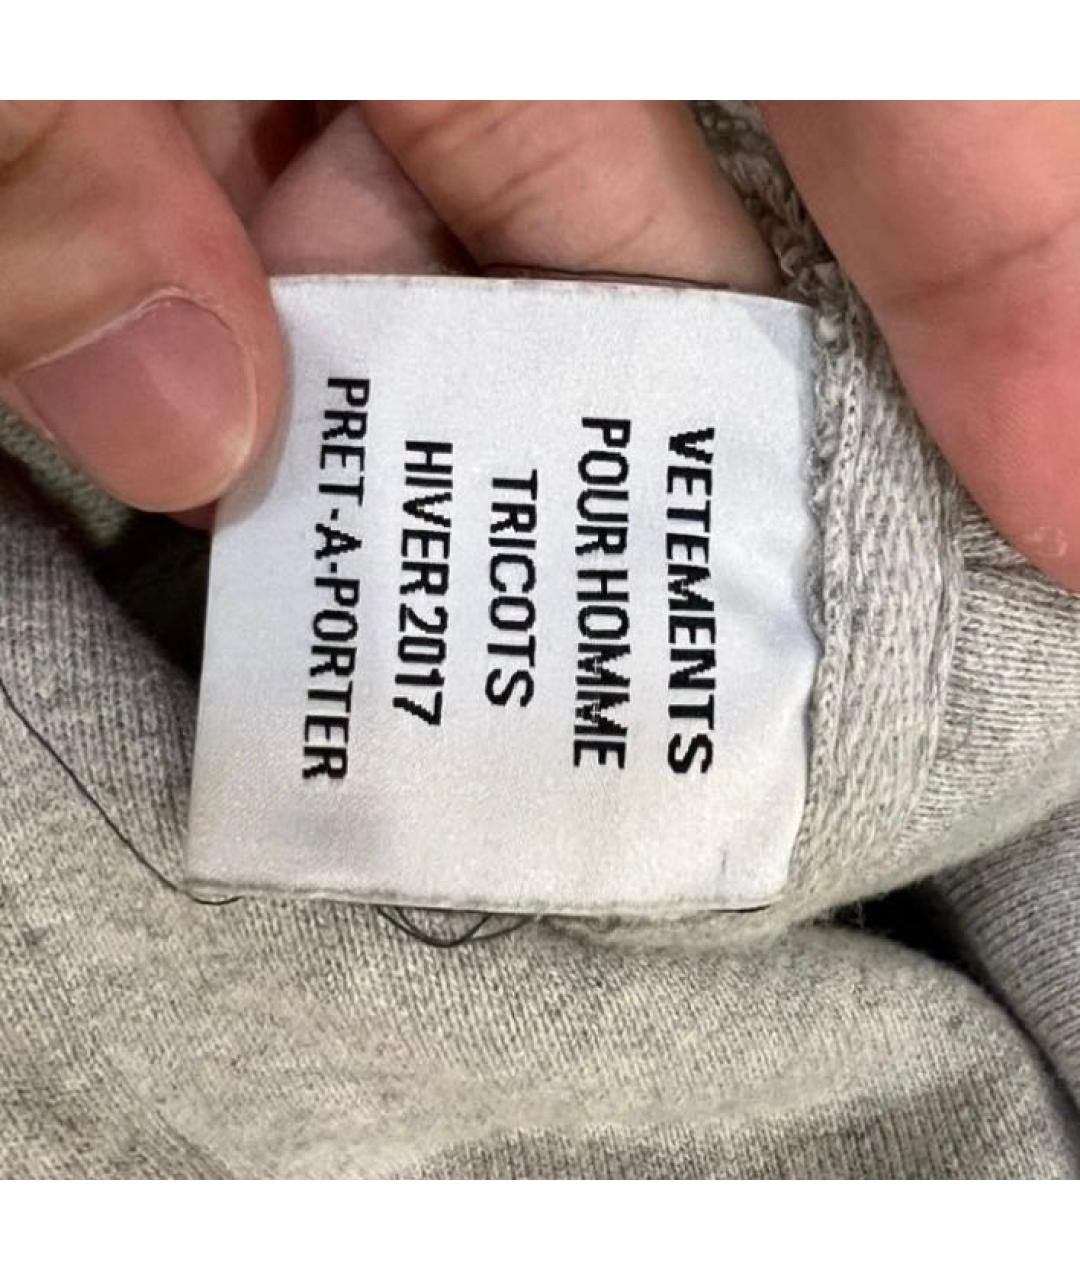 VETEMENTS
POUR HOMME
TRICOTS
HIVER 2017
PRET-A-PORTER